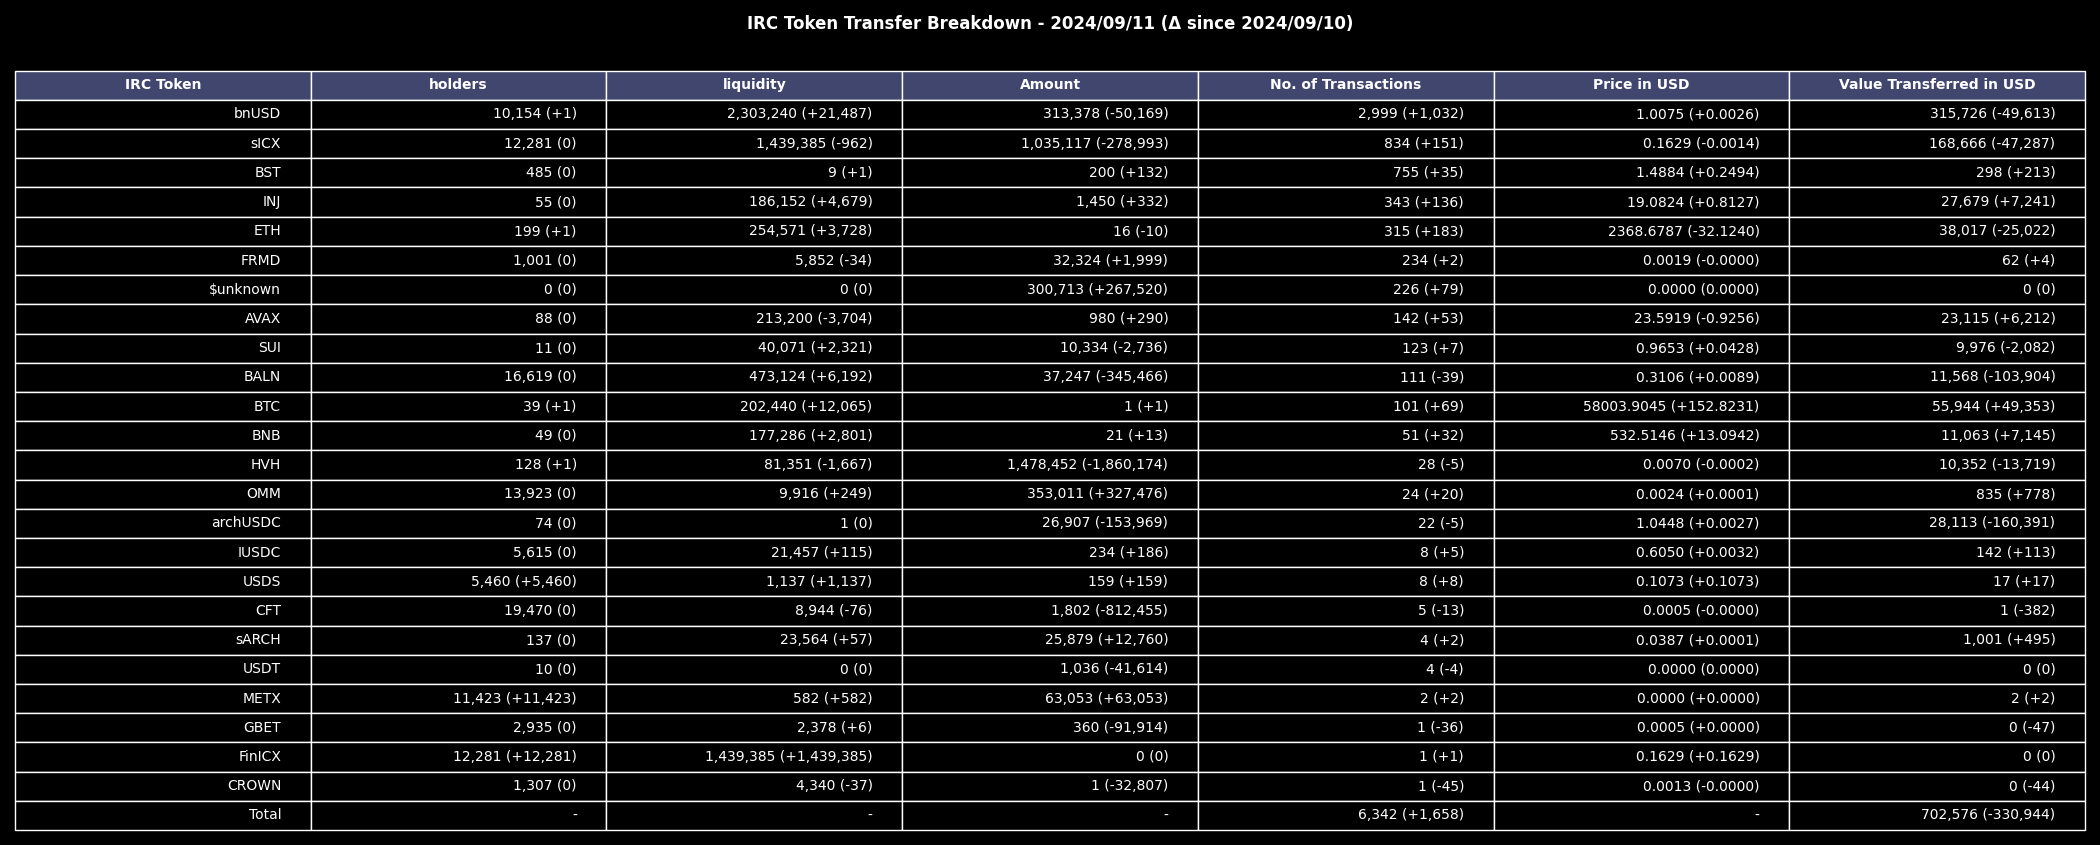 IRC Token Transfer Breakdown - 2024/09/11 (Δ since 2024/09/10)
IRC Token holders liquidity Amount No. of Transactions Price in USD Value Transferred in USD
bnUSD 10,154 (+1) 2,303,240 (+21,487) 313,378 (-50,169) 2,999 (+1,032) 1.0075 (+0.0026) 315,726 (-49,613)
sICX 12,281 (0) 1,439,385 (-962) 1,035,117 (-278,993) 834 (+151) 0.1629 (-0.0014) 168,666 (-47,287)
BST 485 (0) 9 (+1) 200 (+132) 755 (+35) 1.4884 (+0.2494) 298 (+213)
INJ 55 (0) 186,152 (+4,679) 1,450 (+332) 343 (+136) 19.0824 (+0.8127) 27,679 (+7,241)
ETH 199 (+1) 254,571 (+3,728) 16 (-10) 315 (+183) 2368.6787 (-32.1240) 38,017 (-25,022)
FRMD 1,001 (0) 5,852 (-34) 32,324 (+1,999) 234 (+2) 0.0019 (-0.0000) 62 (+4)
$unknown 0 (0) 0 (0) 300,713 (+267,520) 226 (+79) 0.0000 (0.0000) 0 (0)
AVAX 88 (0) 213,200 (-3,704) 980 (+290) 142 (+53) 23.5919 (-0.9256) 23,115 (+6,212)
SUI 11 (0) 40,071 (+2,321) 10,334 (-2,736) 123 (+7) 0.9653 (+0.0428) 9,976 (-2,082)
BALN 16,619 (0) 473,124 (+6,192) 37,247 (-345,466) 111 (-39) 0.3106 (+0.0089) 11,568 (-103,904)
BTC 39 (+1) 202,440 (+12,065) 1 (+1) 101 (+69) 58003.9045 (+152.8231) 55,944 (+49,353)
BNB 49 (0) 177,286 (+2,801) 21 (+13) 51 (+32) 532.5146 (+13.0942) 11,063 (+7,145)
HVH 128 (+1) 81,351 (-1,667) 1,478,452 (-1,860,174) 28 (-5) 0.0070 (-0.0002) 10,352 (-13,719)
OMM 13,923 (0) 9,916 (+249) 353,011 (+327,476) 24 (+20) 0.0024 (+0.0001) 835 (+778)
archUSDC 74 (0) 1 (0) 26,907 (-153,969) 22 (-5) 1.0448 (+0.0027) 28,113 (-160,391)
IUSDC 5,615 (0) 21,457 (+115) 234 (+186) 8 (+5) 0.6050 (+0.0032) 142 (+113)
USDS 5,460 (+5,460) 1,137 (+1,137) 159 (+159) 8 (+8) 0.1073 (+0.1073) 17 (+17)
CFT 19,470 (0) 8,944 (-76) 1,802 (-812,455) 5 (-13) 0.0005 (-0.0000) 1 (-382)
sARCH 137 (0) 23,564 (+57) 25,879 (+12,760) 4 (+2) 0.0387 (+0.0001) 1,001 (+495)
USDT 10 (0) 0 (0) 1,036 (-41,614) 4 (-4) 0.0000 (0.0000) 0 (0)
METX 11,423 (+11,423) 582 (+582) 63,053 (+63,053) 2 (+2) 0.0000 (+0.0000) 2 (+2)
GBET 2,935 (0) 2,378 (+6) 360 (-91,914) 1 (-36) 0.0005 (+0.0000) 0 (-47)
FinICX 12,281 (+12,281) 1,439,385 (+1,439,385) 0 (0) 1 (+1) 0.1629 (+0.1629) 0 (0)
CROWN 1,307 (0) 4,340 (-37) 1 (-32,807) 1 (-45) 0.0013 (-0.0000) 0 (-44)
Total - - - 6,342 (+1,658) - 702,576 (-330,944)